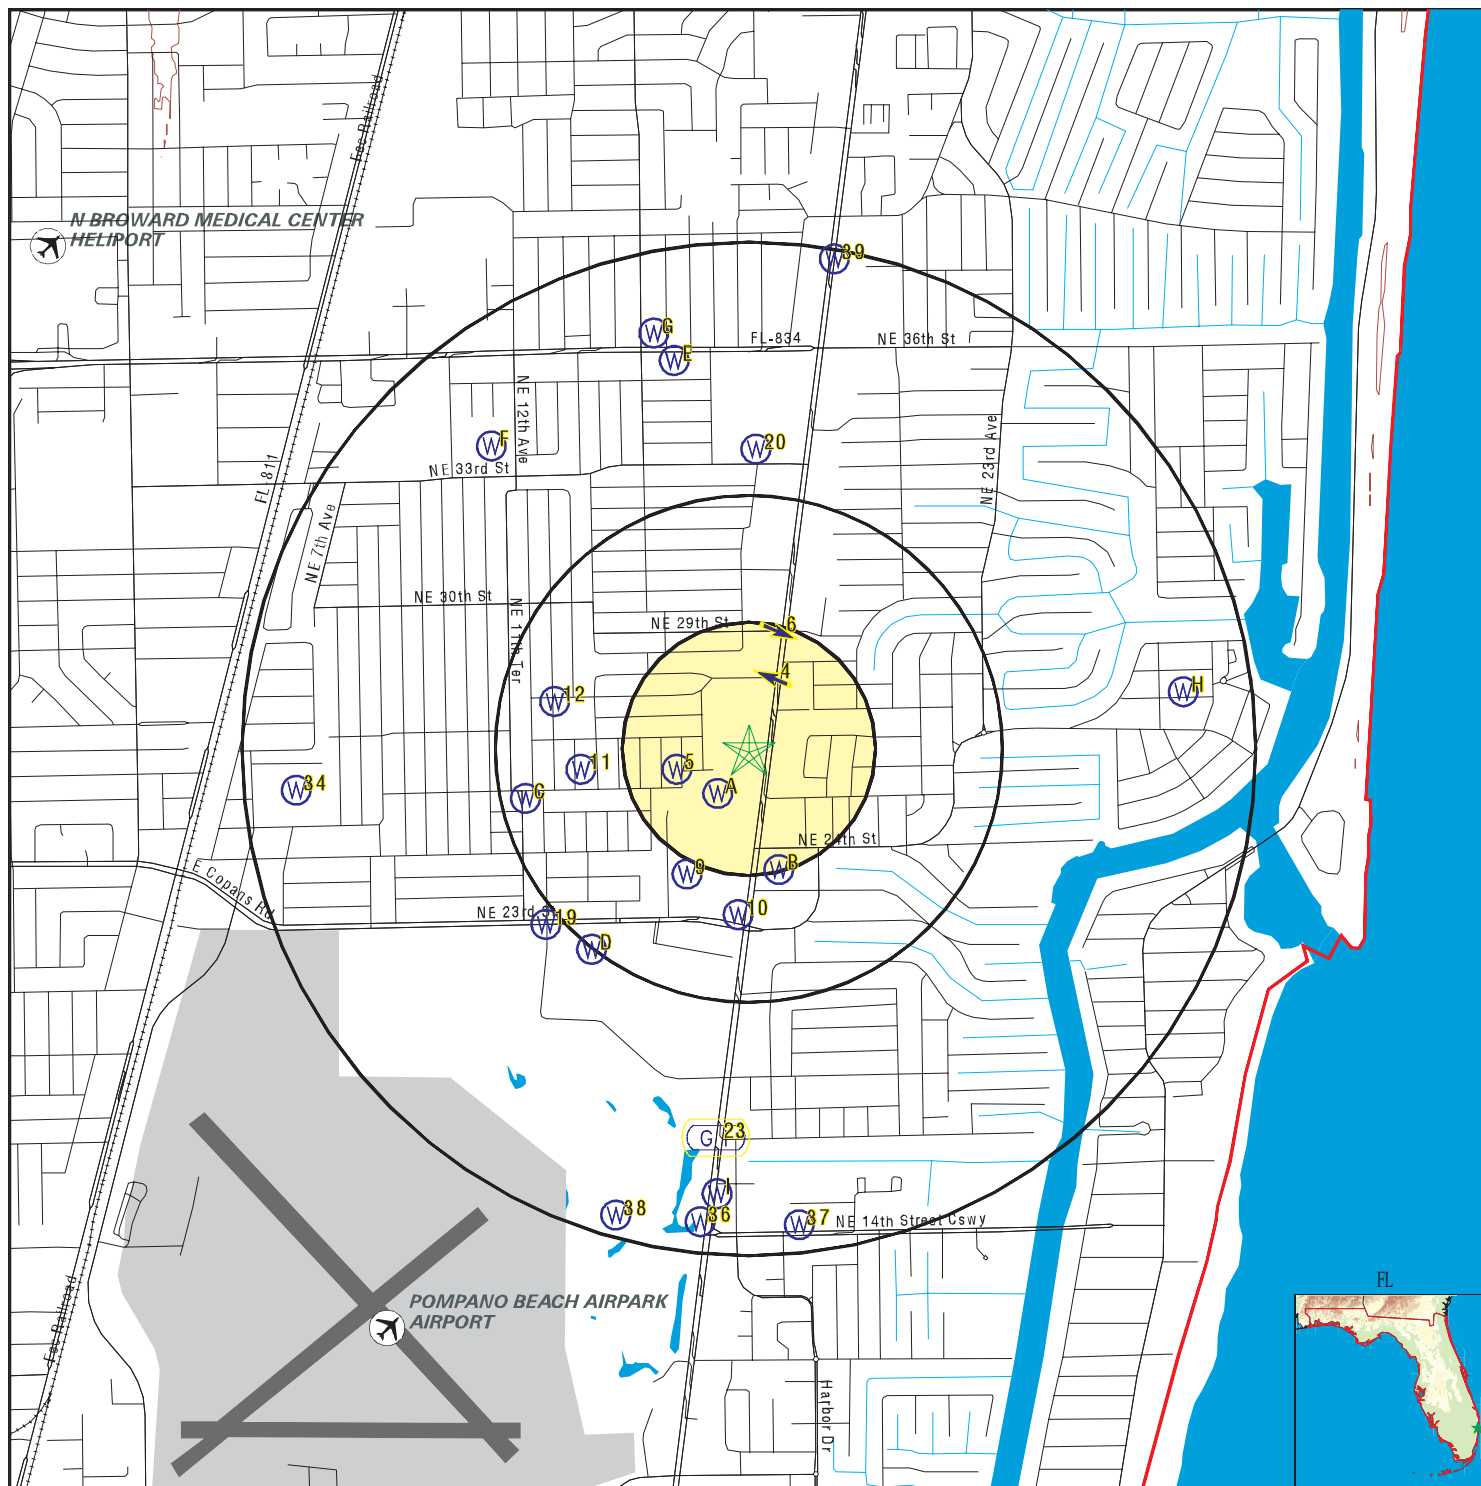 Fec Railroad
N BROWARD MEDICAL CENTER
HELIPORT
W 39
W G
FL-834
NE 36th St
W E
NE 12th Ave
NE 23rd Ave
W F
W 20
NE 33rd St
FL-811
NE 7th Ave
NE 30th St
NE 11th Ter
NE 29th St
6
4
W 12
W H
W 11
W 5
W 34
W C
W A
NE 24th St
E Copans Rd
W 9
W B
NE 23rd St
W 19
W 10
W D
G 23
W I
W 38
W 36
W 37
NE 14th Street Cswy
Fec Railroad
POMPANO BEACH AIRPARK
AIRPORT
FL
Harbor Dr